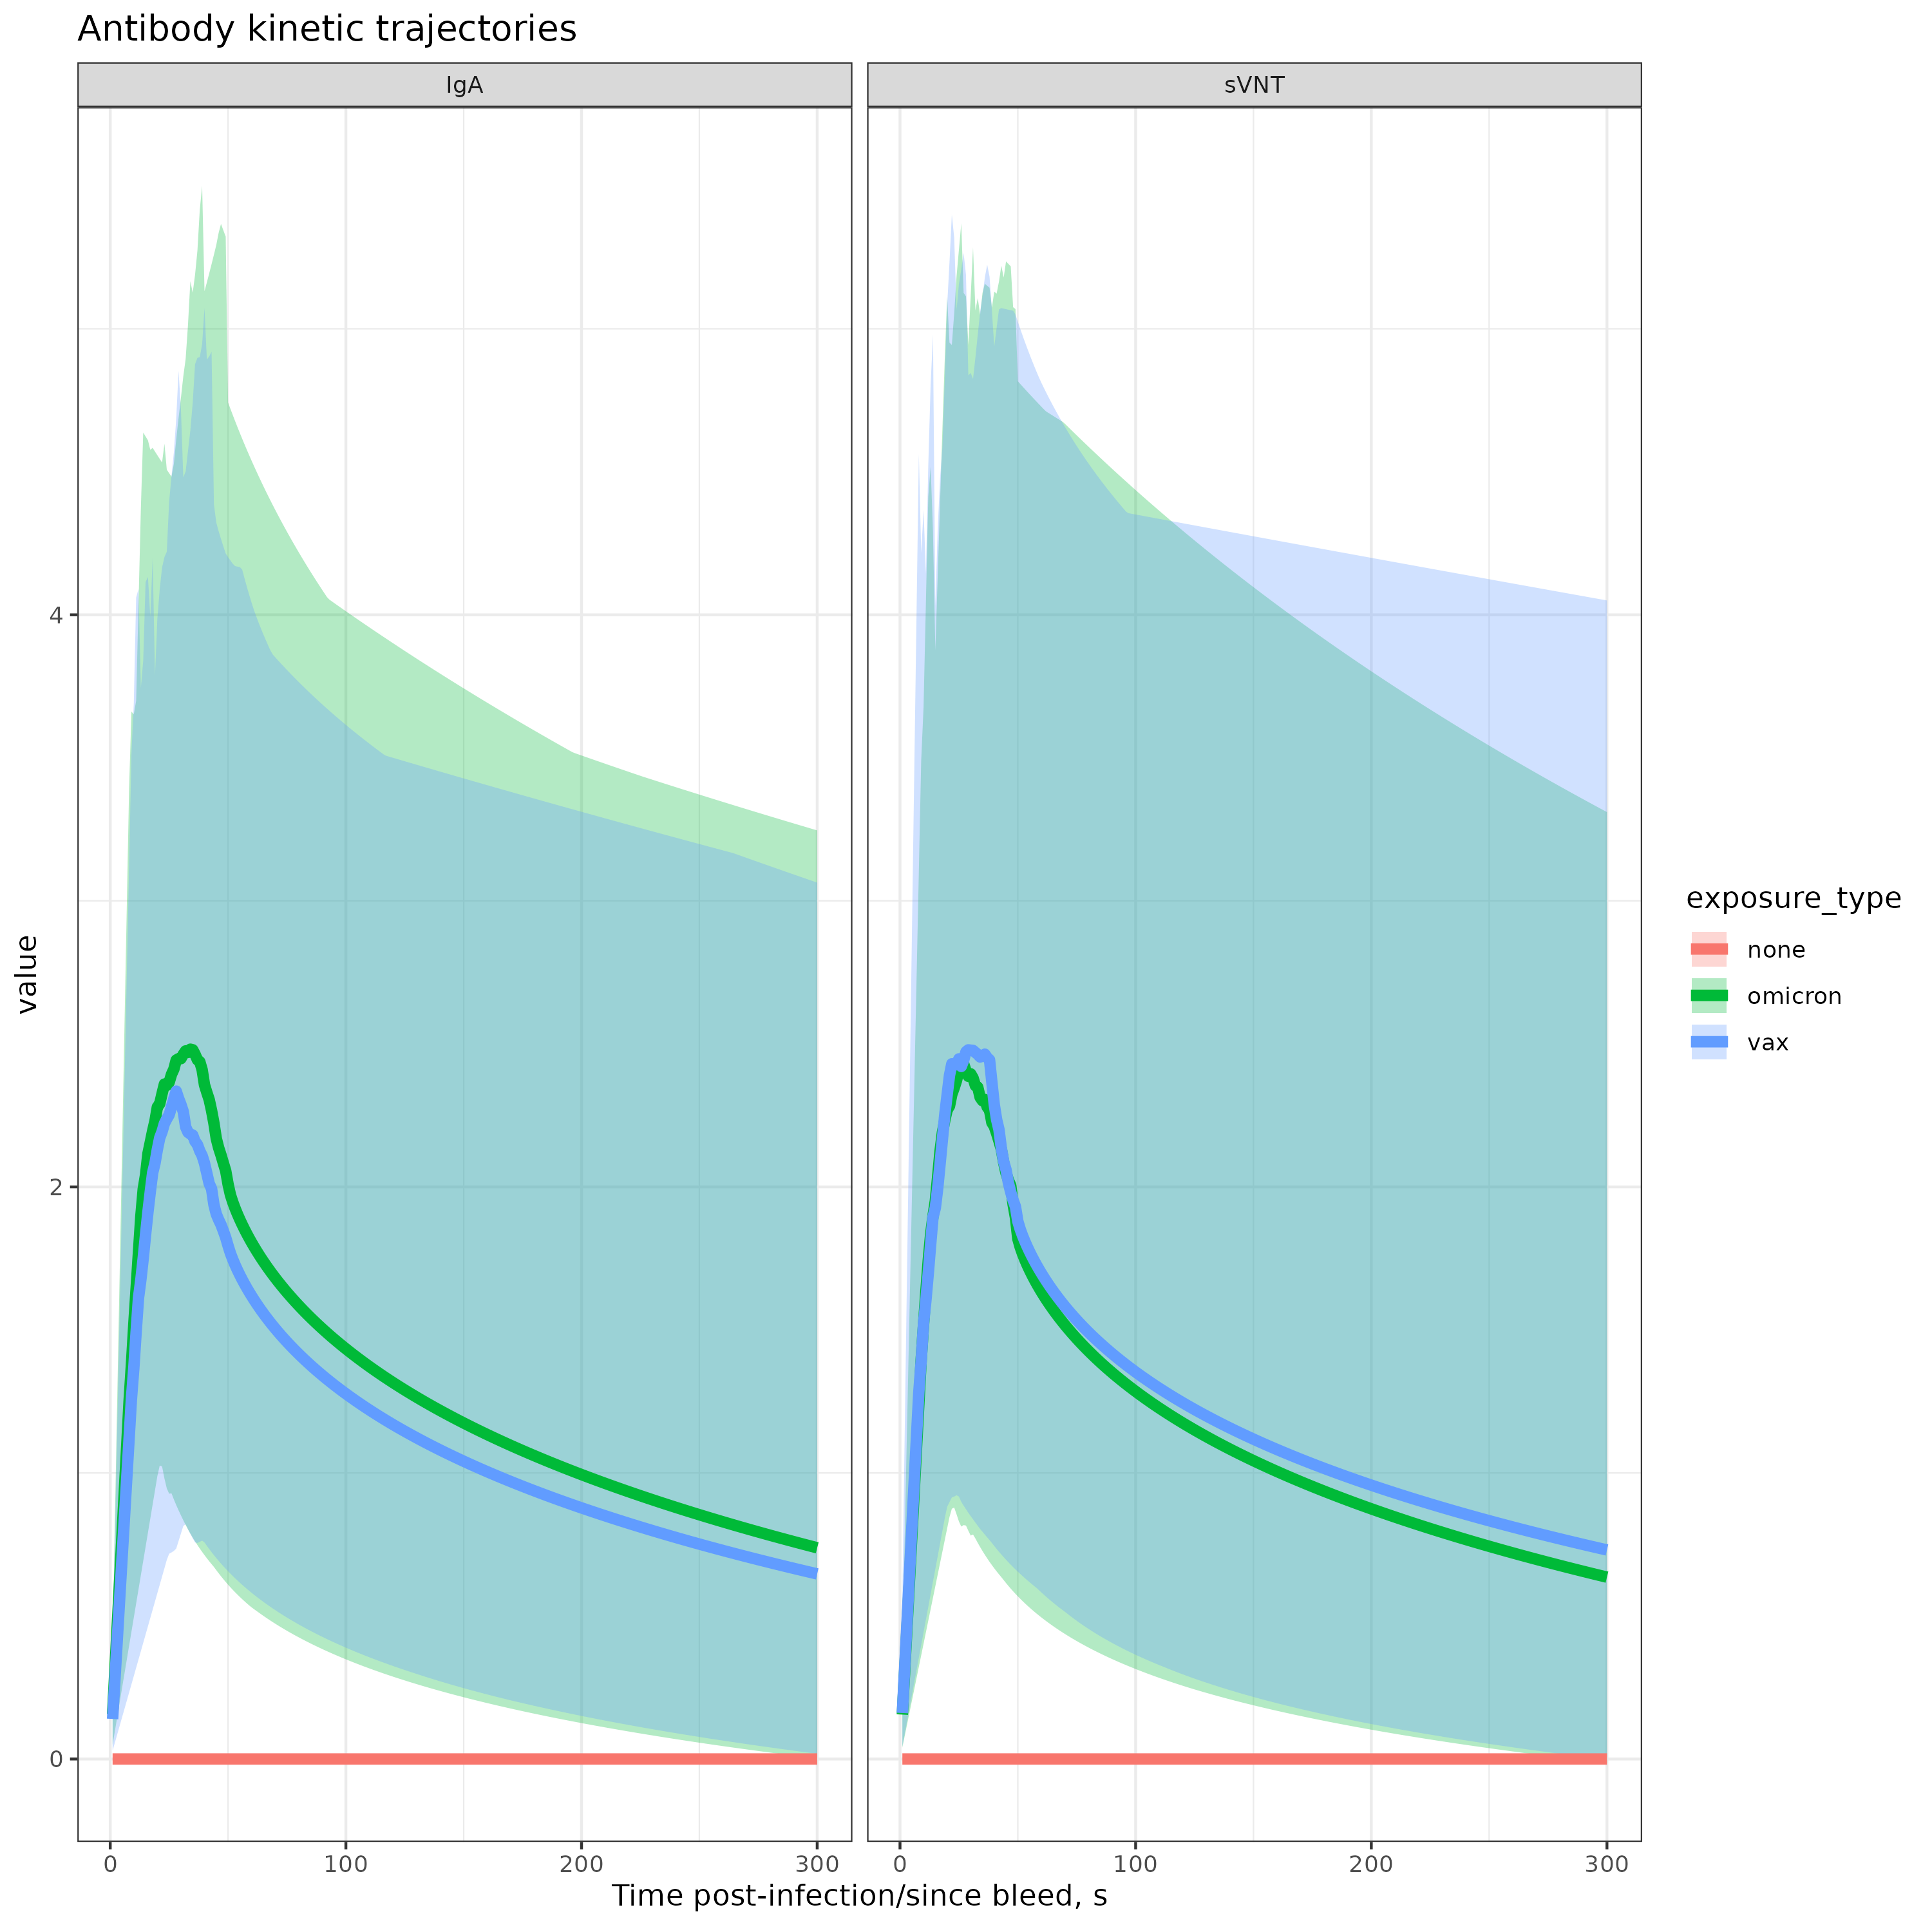 Antibody kinetic trajectories
IgA
sVNT
value
4
2
0
0 100 200 300
0 100 200 300
Time post-infection/since bleed, s
exposure_type
none
omicron
vax